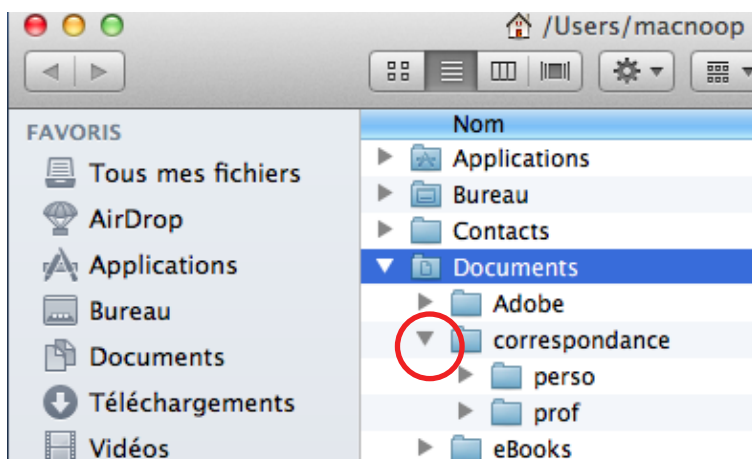 /Users/macnoop
FAVORIS
Tous mes fichiers
AirDrop
Applications
Bureau
Documents
Téléchargements
Vidéos
Nom
Applications
Bureau
Contacts
Documents
Adobe
correspondance
perso
prof
eBooks